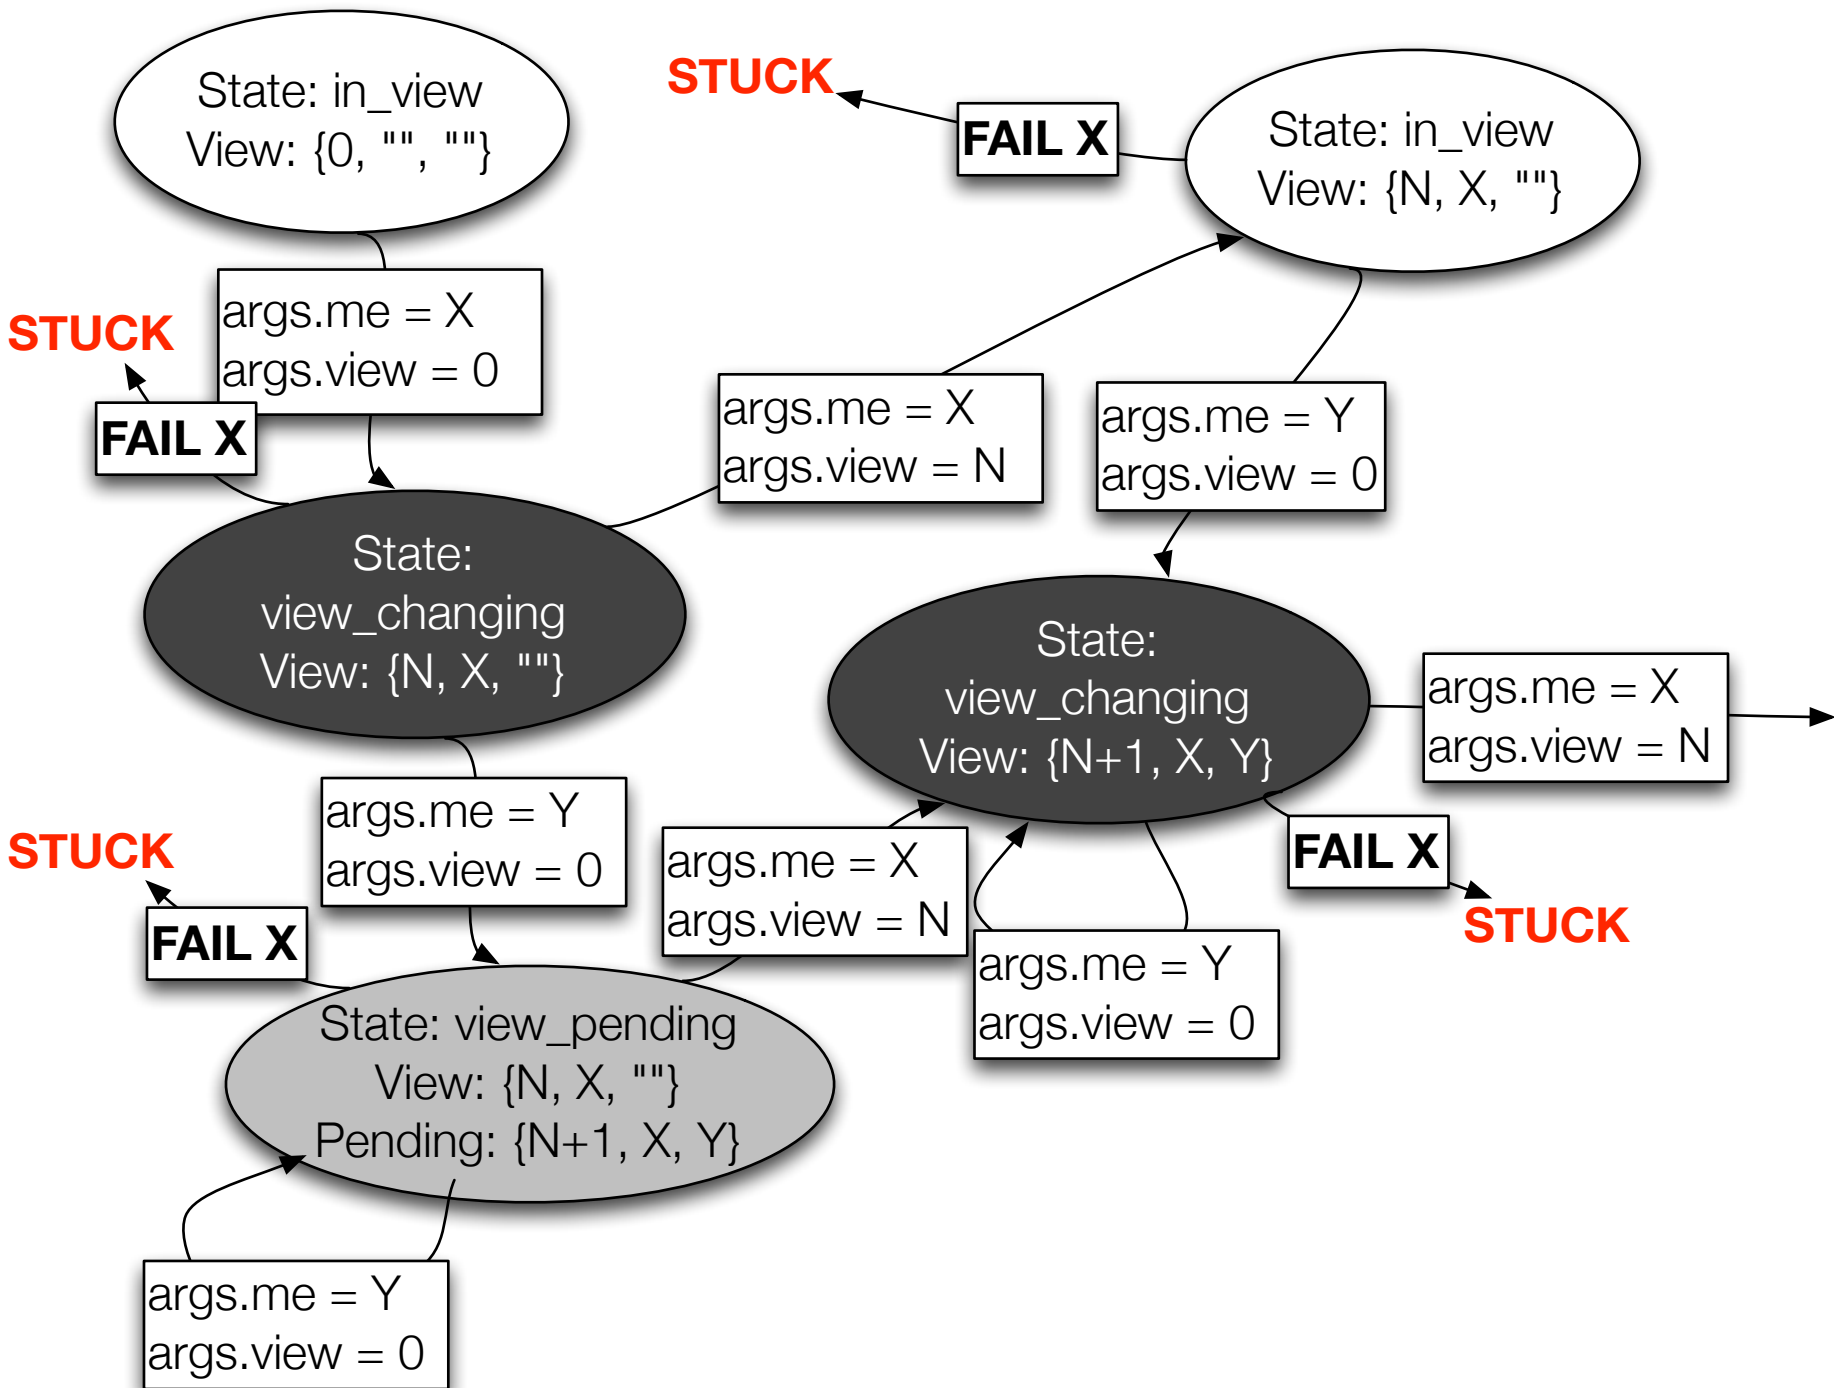 State: in_view
View: {0, "", ""}
STUCK
FAIL X
State: in_view
View: {N, X, ""}
args.me = X
args.view = 0
STUCK
FAIL X
args.me = X
args.view = N
args.me = Y
args.view = 0
State:
view_changing
View: {N, X, ""}
State:
view_changing
View: {N+1, X, Y}
args.me = X
args.view = N
args.me = Y
args.view = 0
STUCK
FAIL X
args.me = X
args.view = N
FAIL X
STUCK
args.me = Y
args.view = 0
State: view_pending
View: {N, X, ""}
Pending: {N+1, X, Y}
args.me = Y
args.view = 0